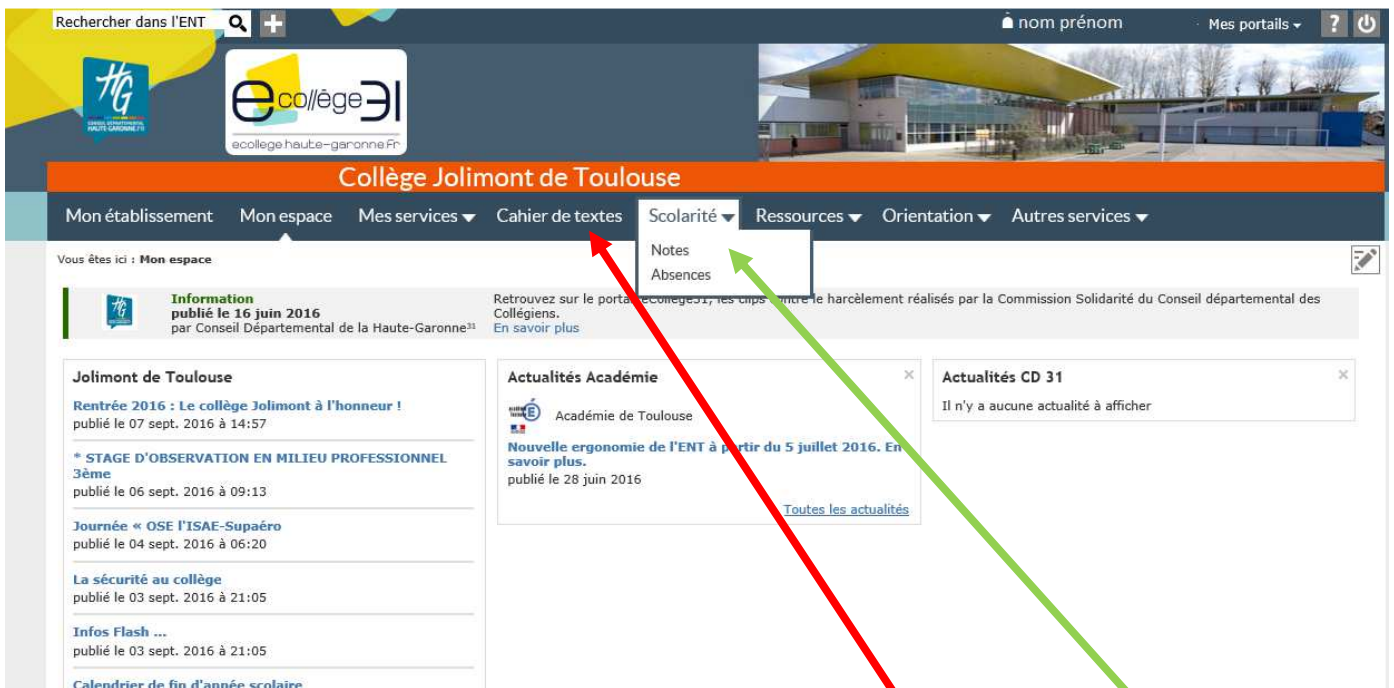 Rechercher dans l'ENT
nom prénom
Mes portails
?
HG
CONSEIL DÉPARTEMENTAL
HAUTE-GARONNE.FR
ecollège 31
ecollege.haute-garonne.fr
Collège Jolimont de Toulouse
Mon établissement Mon espace Mes services Cahier de textes Scolarité Ressources Orientation Autres services
Notes
Absences
Vous êtes ici : Mon espace
Information
publié le 16 juin 2016
par Conseil Départemental de la Haute-Garonne³¹
Retrouvez sur le portail eCollège31, les clips contre le harcèlement réalisés par la Commission Solidarité du Conseil départemental des
Collégiens.
En savoir plus
Jolimont de Toulouse
Rentrée 2016 : Le collège Jolimont à l'honneur !
publié le 07 sept. 2016 à 14:57
* STAGE D'OBSERVATION EN MILIEU PROFESSIONNEL
3ème
publié le 06 sept. 2016 à 09:13
Journée « OSE l'ISAE-Supaéro
publié le 04 sept. 2016 à 06:20
La sécurité au collège
publié le 03 sept. 2016 à 21:05
Infos Flash ...
publié le 03 sept. 2016 à 21:05
Calendrier de fin d'année scolaire
Actualités Académie
Académie de Toulouse
Nouvelle ergonomie de l'ENT à partir du 5 juillet 2016. En
savoir plus.
publié le 28 juin 2016
Toutes les actualités
Actualités CD 31
Il n'y a aucune actualité à afficher